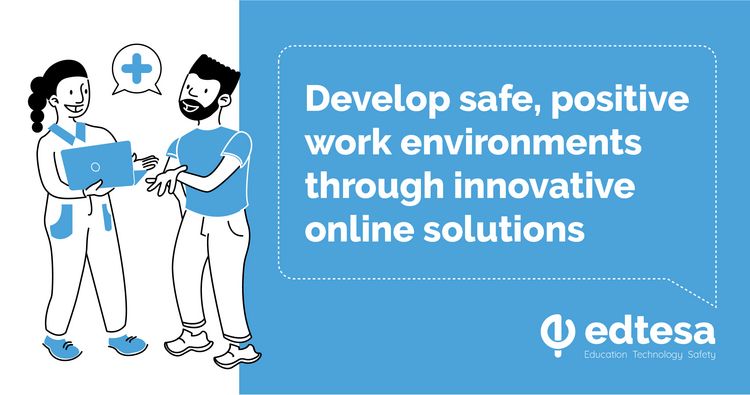 Develop safe, positive
work environments
through innovative
online solutions
edtesa
Education Technology Safety